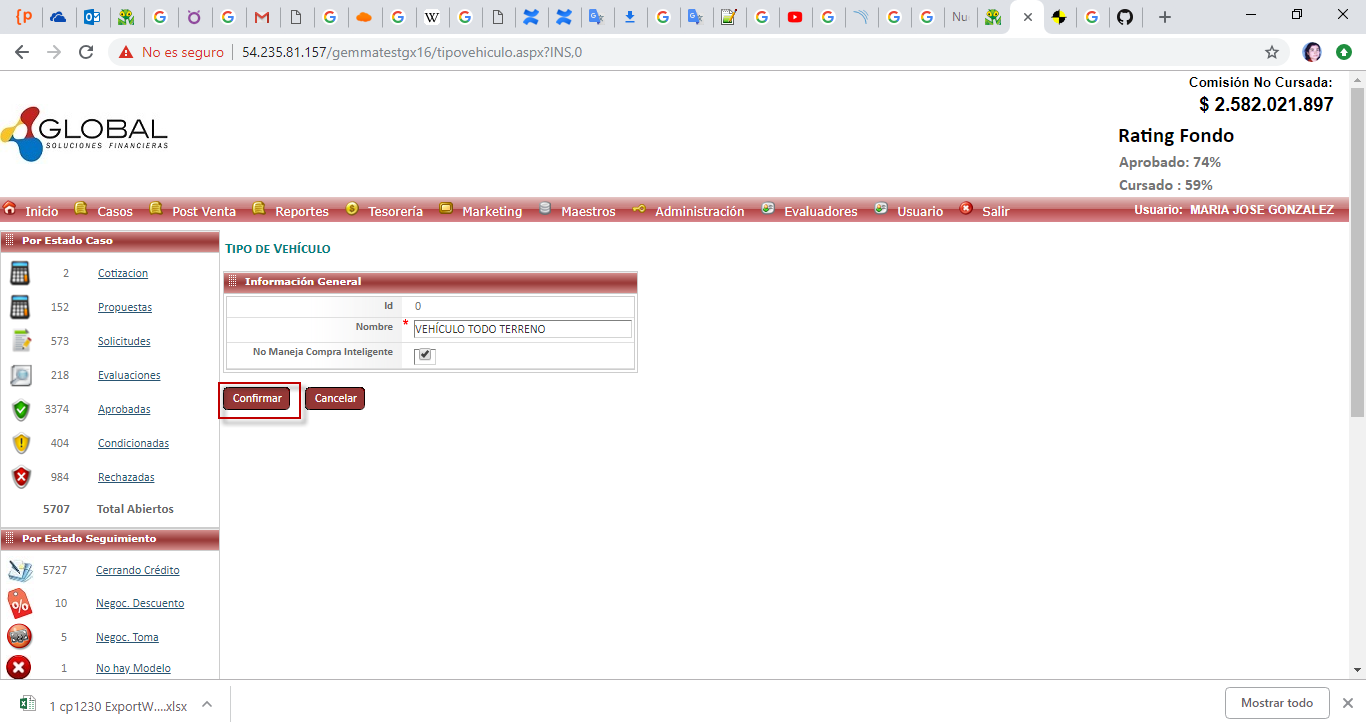 Nu
No es seguro | 54.235.81.157/gemmatestgx16/tipovehiculo.aspx?INS,0
Comisión No Cursada:
$ 2.582.021.897
GLOBAL
SOLUCIONES FINANCIERAS
Rating Fondo
Aprobado: 74%
Cursado : 59%
Inicio Casos Post Venta Reportes Tesorería Marketing Maestros Administración Evaluadores Usuario Salir Usuario: MARIA JOSE GONZALEZ
Por Estado Caso
2 Cotizacion
152 Propuestas
573 Solicitudes
218 Evaluaciones
3374 Aprobadas
404 Condicionadas
984 Rechazadas
5707 Total Abiertos
Por Estado Seguimiento
5727 Cerrando Crédito
10 Negoc. Descuento
5 Negoc. Toma
1 No hay Modelo
TIPO DE VEHÍCULO
Información General
Id 0
Nombre * VEHÍCULO TODO TERRENO
No Maneja Compra Inteligente
Confirmar Cancelar
1 cp1230 ExportW....xlsx
Mostrar todo